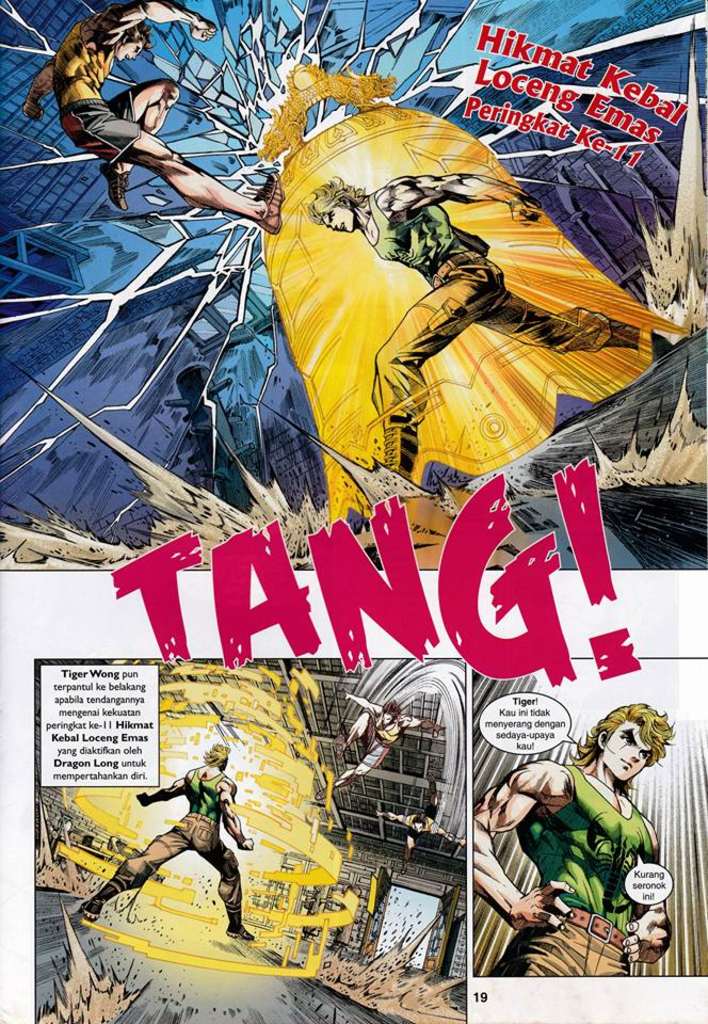 Hikmat Kebal
Loceng Emas
Peringkat Ke-11
TANG!
Tiger Wong pun
terpantul ke belakang
apabila tendangannya
mengenai kekuatan
peringkat ke-11 Hikmat
Kebal Loceng Emas
yang diaktifkan oleh
Dragon Long untuk
mempertahankan diri.
Tiger!
Kau ini tidak
menyerang dengan
sedaya-upaya
kau!
Kurang
seronok
ini!
19